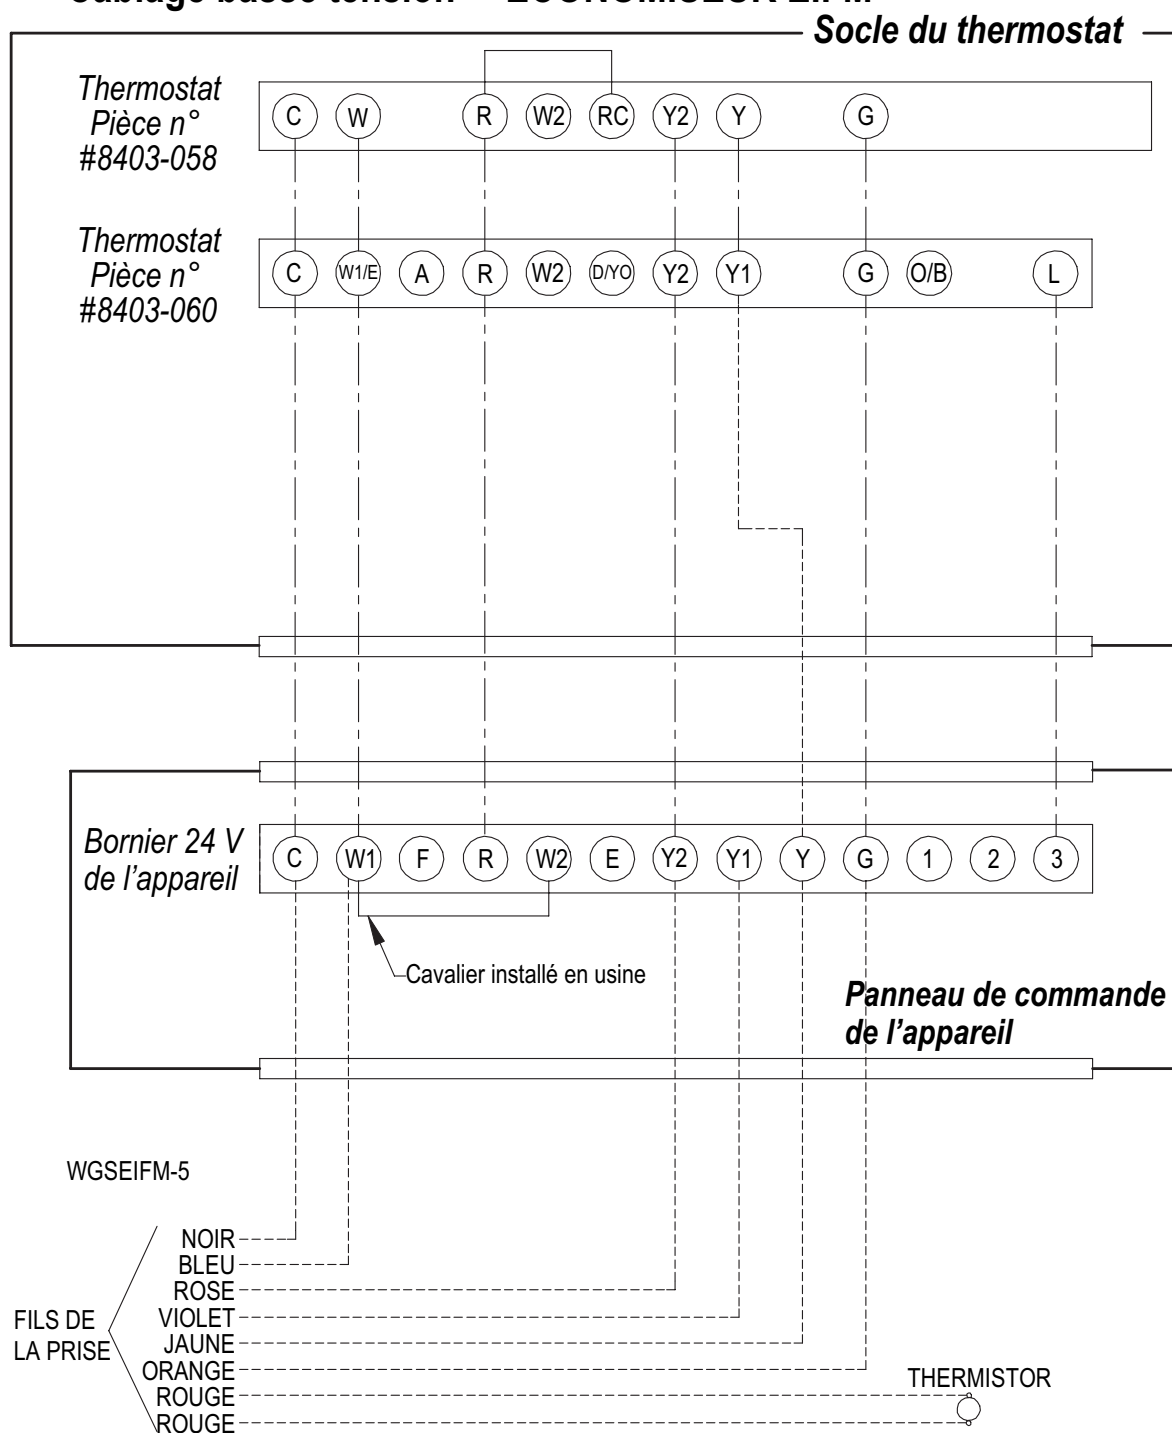 Socle du thermostat
Thermostat
Pièce n°
#8403-058
C W R W2 RC Y2 Y G
Thermostat
Pièce n°
#8403-060
C W1/E A R W2 D/YO Y2 Y1 G O/B L
Bornier 24 V
de l’appareil
C W1 F R W2 E Y2 Y1 Y G 1 2 3
Cavalier installé en usine
Panneau de commande
de l’appareil
WGSEIFM-5
FILS DE
LA PRISE
NOIR
BLEU
ROSE
VIOLET
JAUNE
ORANGE
ROUGE
ROUGE
THERMISTOR